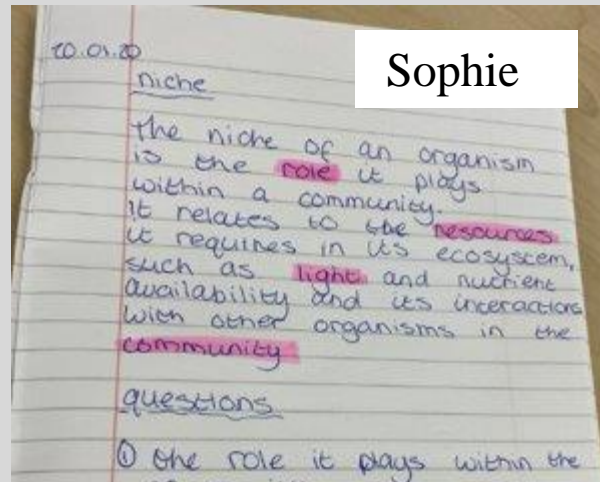 20.01.20
Sophie
niche
the niche of an organism
is the role it plays
within a community.
It relates to the resources
it requires in its ecosystem,
such as light and nutrient
availability and its interactions
with other organisms in the
community
questions
① the role it plays within the